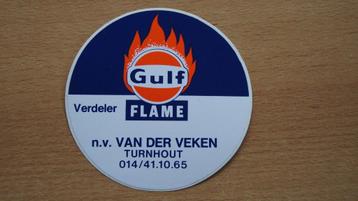 Gulf
Verdeler FLAME
n.v. VAN DER VEKEN
TURNHOUT
014/41.10.65